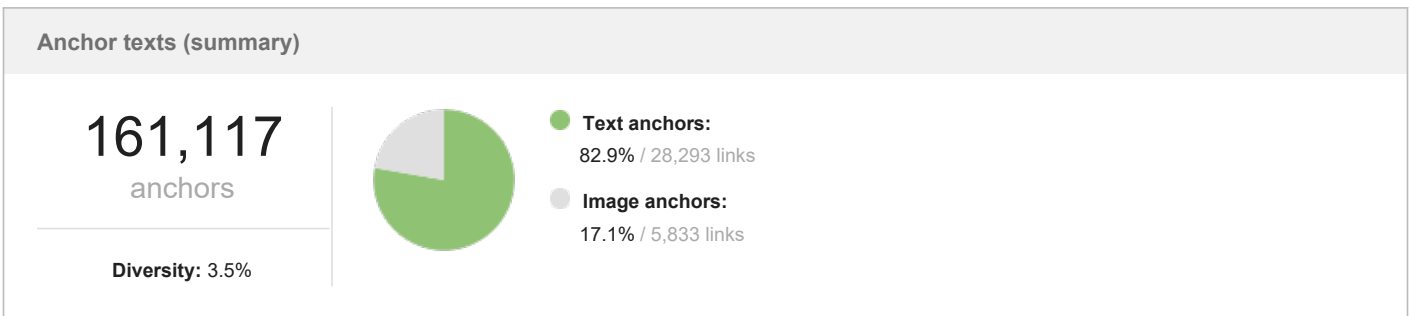 Anchor texts (summary)
161,117
anchors
Diversity: 3.5%
Text anchors:
82.9% / 28,293 links
Image anchors:
17.1% / 5,833 links